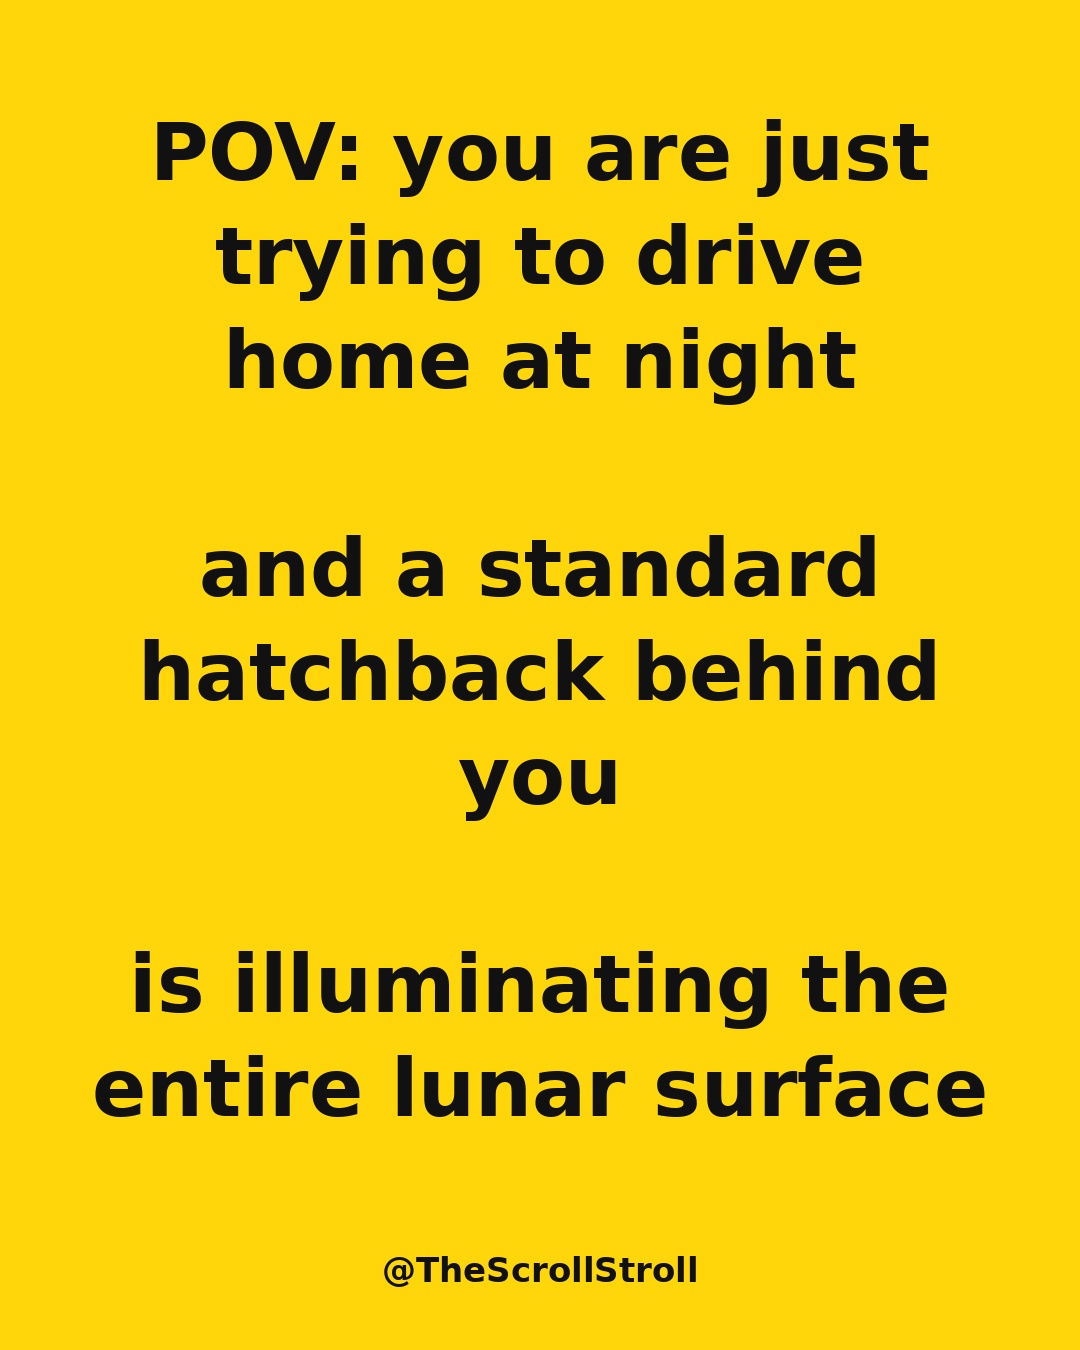 POV: you are just
trying to drive
home at night
and a standard
hatchback behind
you
is illuminating the
entire lunar surface
@TheScrollStroll